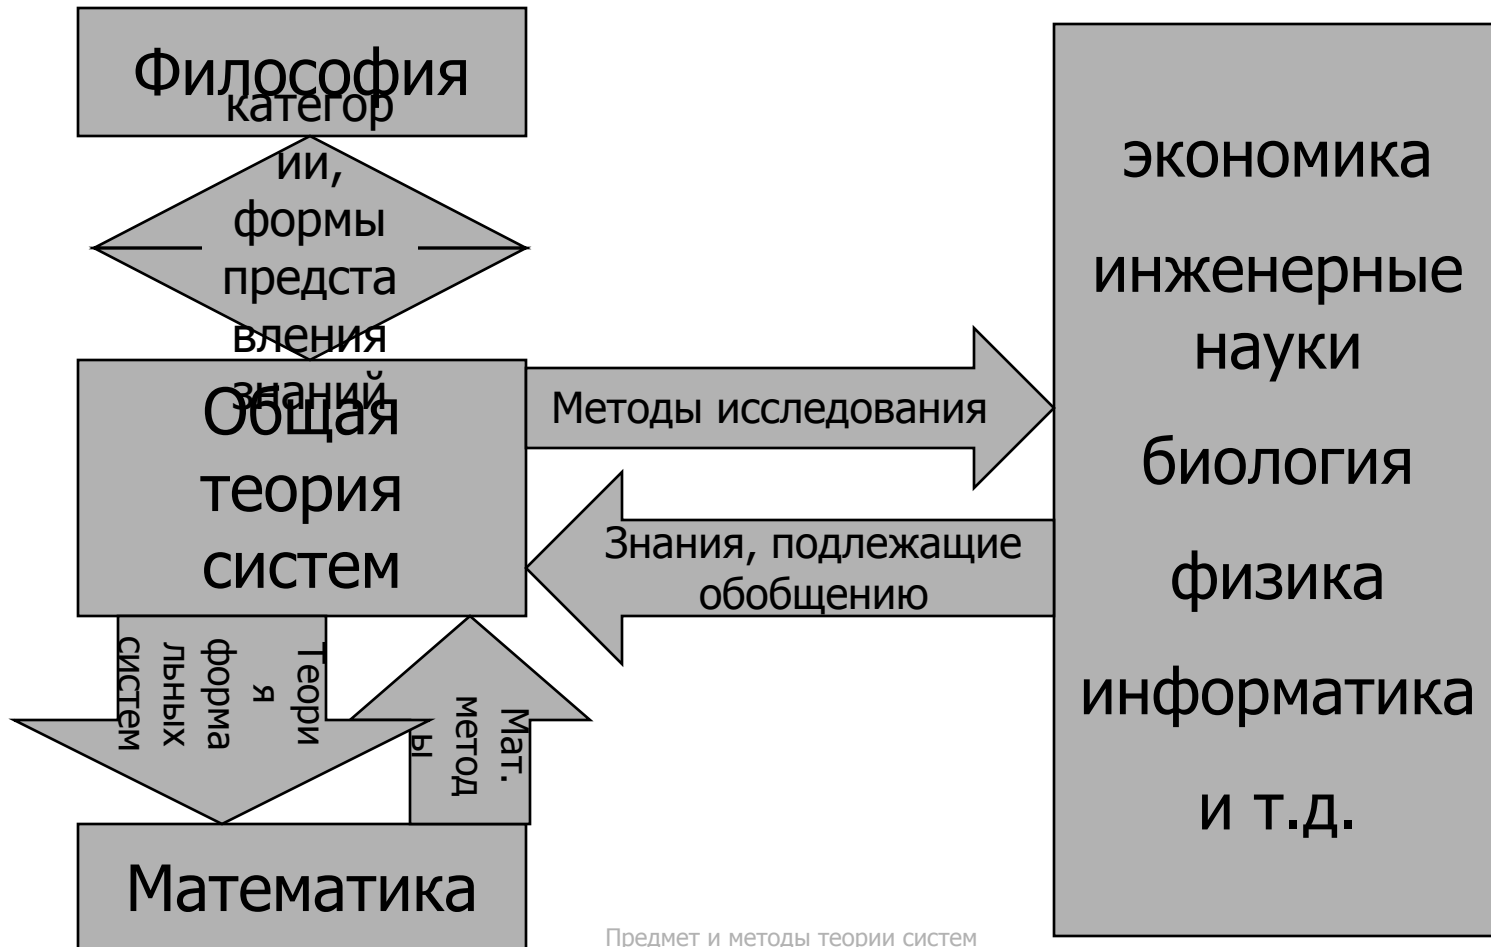 Философия
категор
ии,
формы
предста
вления
знаний
Общая
теория
систем
Методы исследования
Знания, подлежащие
обобщению
экономика
инженерные
науки
биология
физика
информатика
и т.д.
Теори
я
форма
льных
систем
Мат.
метод
ы
Математика
Предмет и методы теории систем